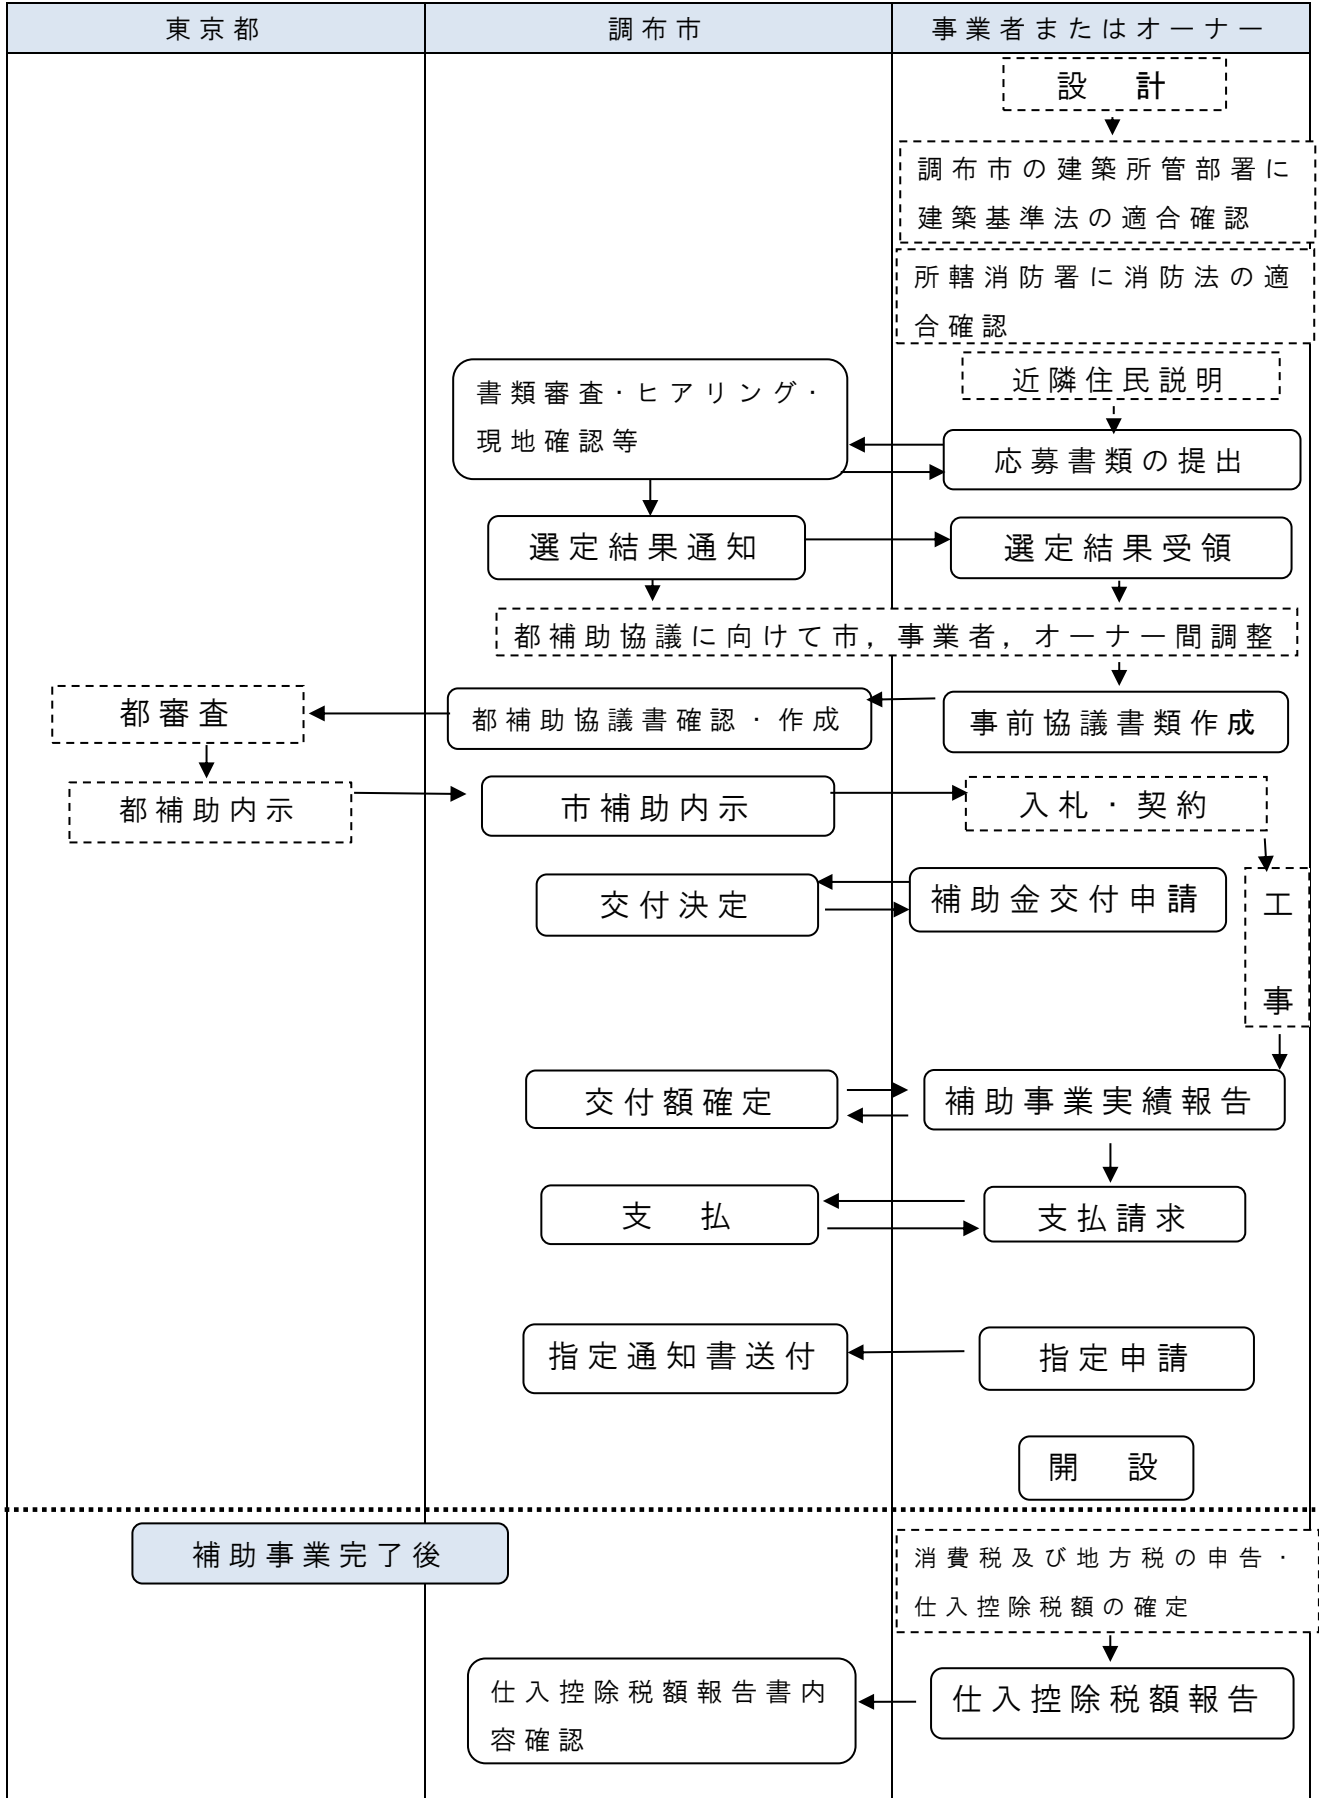 東京都
調布市
事業者またはオーナー
設　計
調布市の建築所管部署に
建築基準法の適合確認
所轄消防署に消防法の適
合確認
近隣住民説明
書類審査・ヒアリング・
現地確認等
応募書類の提出
選定結果通知
選定結果受領
都補助協議に向けて市，事業者，オーナー間調整
都審査
都補助協議書確認・作成
事前協議書類作成
都補助内示
市補助内示
入札・契約
交付決定
補助金交付申請
工
事
交付額確定
補助事業実績報告
支　払
支払請求
指定通知書送付
指定申請
開　設
補助事業完了後
消費税及び地方税の申告・
仕入控除税額の確定
仕入控除税額報告書内
容確認
仕入控除税額報告